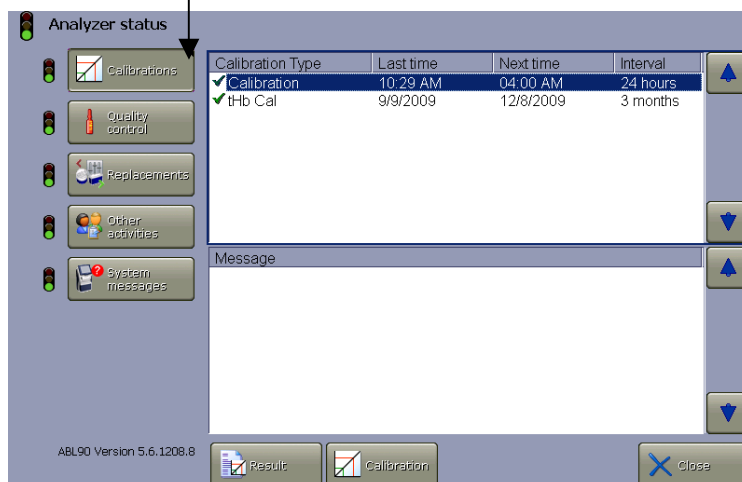 Analyzer status
Calibrations
Quality
control
Replacements
Other
activities
System
messages
Calibration Type Last time Next time Interval
Calibration 10:29 AM 04:00 AM 24 hours
tHb Cal 9/9/2009 12/8/2009 3 months
Message
ABL90 Version 5.6.1208.8
Result
Calibration
Close